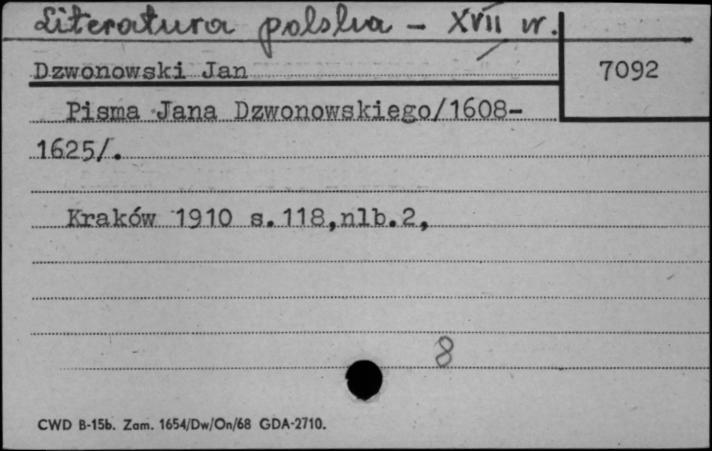 Literatura polska - XVII w.
Dzwonowski Jan
7092
Pisma Jana Dzwonowskiego/1608-
1625/.
Kraków 1910 s.118,nlb.2,
8
CWD B-15b. Zam. 1654/Dw/On/68 GDA-2710.